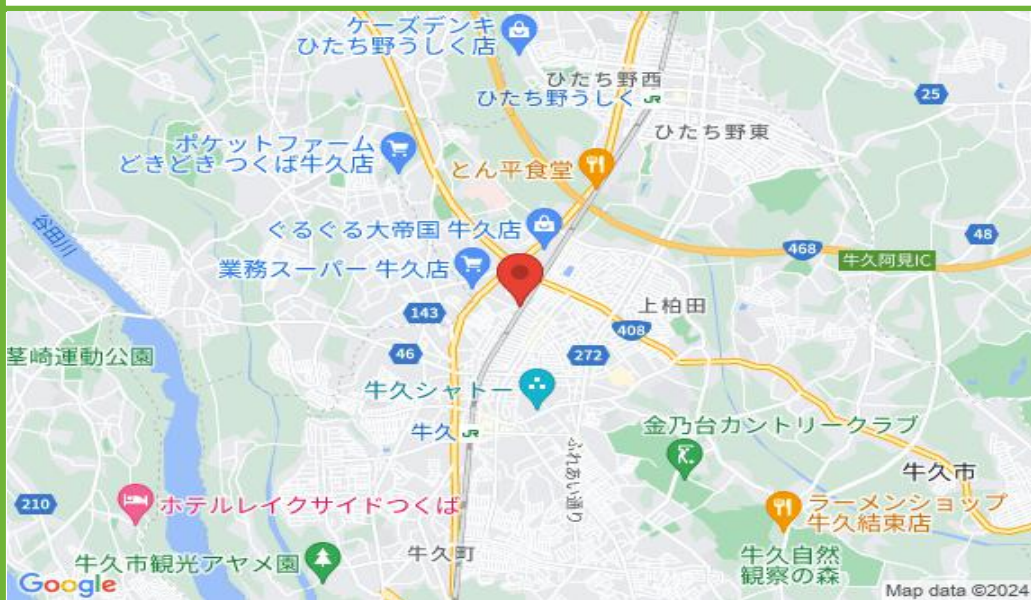 ケーズデンキ
ひたち野うしく店
ひたち野西
ひたち野うしく JR
25
ひたち野東
ポケットファーム
どきどき つくば牛久店
とん平食堂
谷田川
ぐるぐる大帝国 牛久店
468
48
牛久阿見IC
業務スーパー 牛久店
143
上柏田
408
46
272
茎崎運動公園
牛久シャトー
牛久 JR
金乃台カントリークラブ
ふれあい通り
牛久市
210
ホテルレイクサイドつくば
ラーメンショップ
牛久結束店
牛久町
牛久市観光アヤメ園
牛久自然
観察の森
Google
Map data ©2024